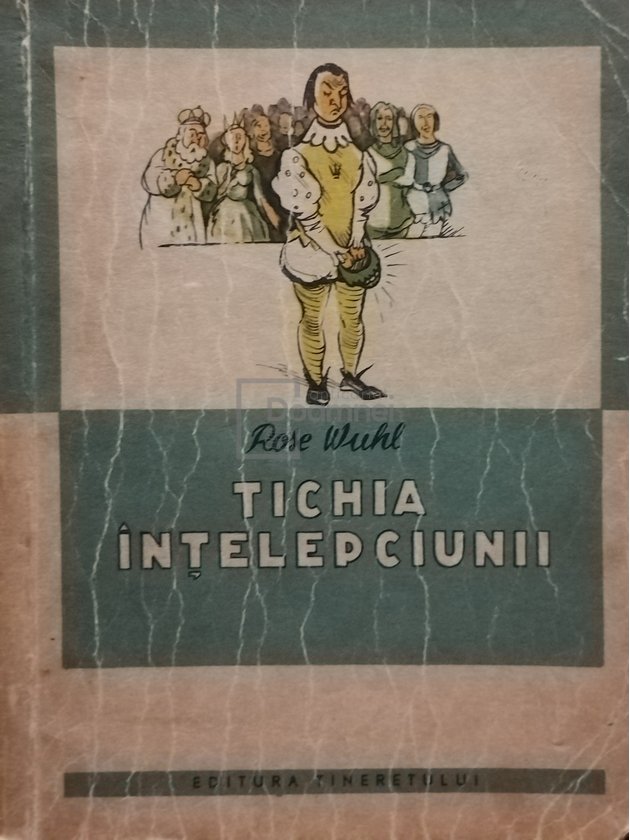 Rose Wuhl
TICHIA
ÎNȚELEPCIUNII
EDITURA TINERETULUI